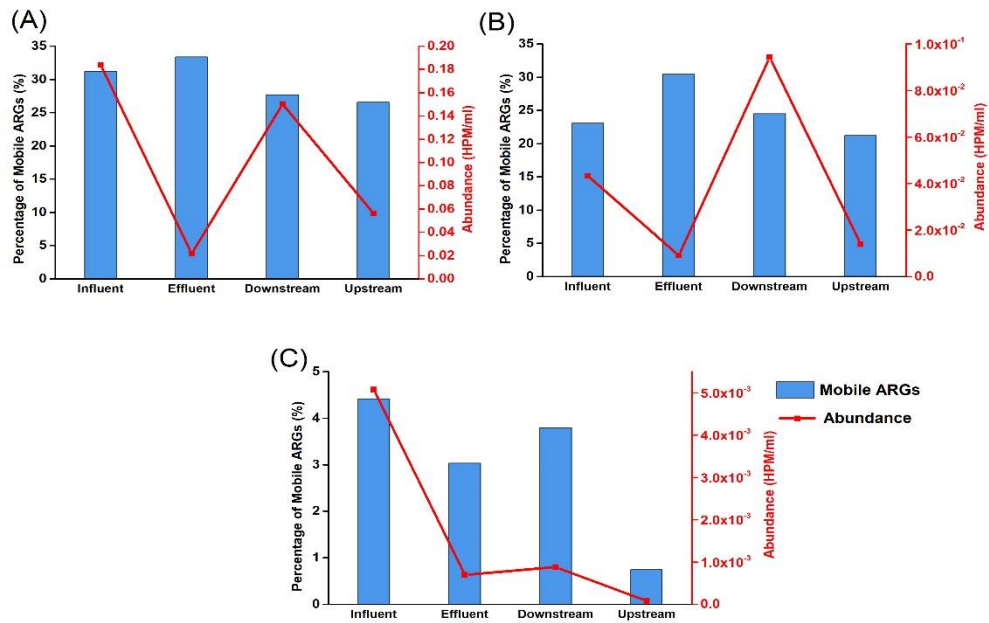 (A)
Percentage of Mobile ARGs (%)
35
30
25
20
15
10
5
0
Influent Effluent Downstream Upstream
0.20
0.18
0.16
0.14
0.12
0.10
0.08
0.06
0.04
0.02
0.00
Abundance (HPM/ml)
(B)
Percentage of Mobile ARGs (%)
35
30
25
20
15
10
5
0
Influent Effluent Downstream Upstream
1.0x10⁻¹
8.0x10⁻²
6.0x10⁻²
4.0x10⁻²
2.0x10⁻²
0.0
Abundance (HPM/ml)
(C)
Percentage of Mobile ARGs (%)
5
4
3
2
1
0
Influent Effluent Downstream Upstream
5.0x10⁻³
4.0x10⁻³
3.0x10⁻³
2.0x10⁻³
1.0x10⁻³
0.0
Abundance (HPM/ml)
Mobile ARGs
Abundance